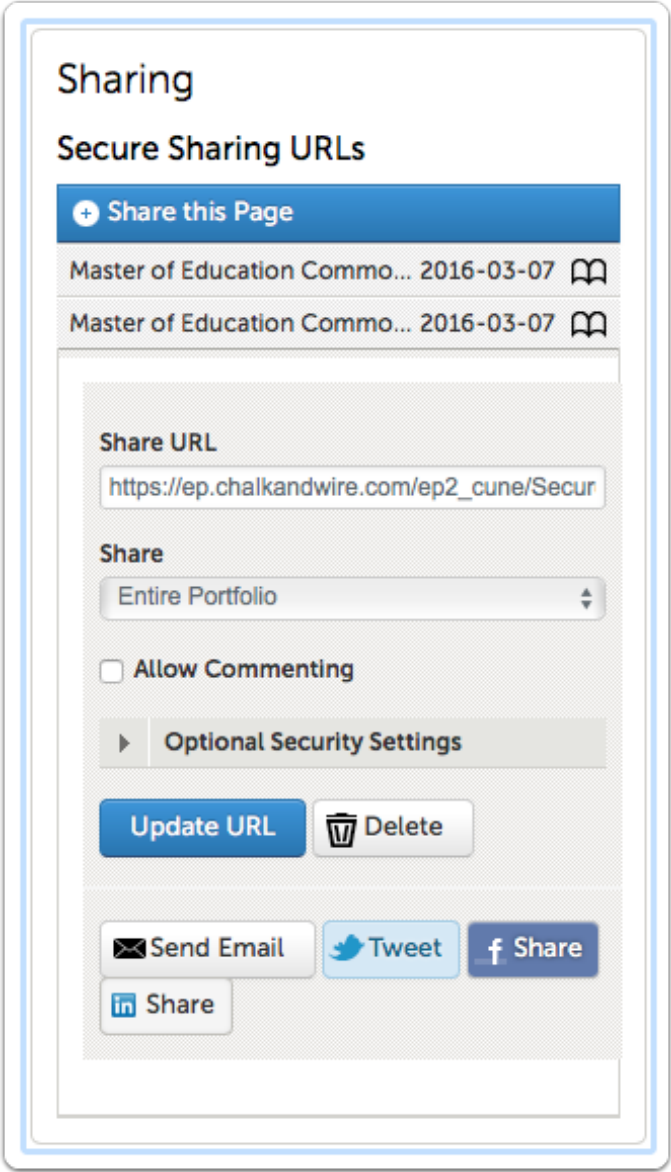 Sharing
Secure Sharing URLs
Share this Page
Master of Education Commo... 2016-03-07
Master of Education Commo... 2016-03-07
Share URL
https://ep.chalkandwire.com/ep2_cune/Secur
Share
Entire Portfolio
Allow Commenting
Optional Security Settings
Update URL Delete
Send Email Tweet f Share
in Share